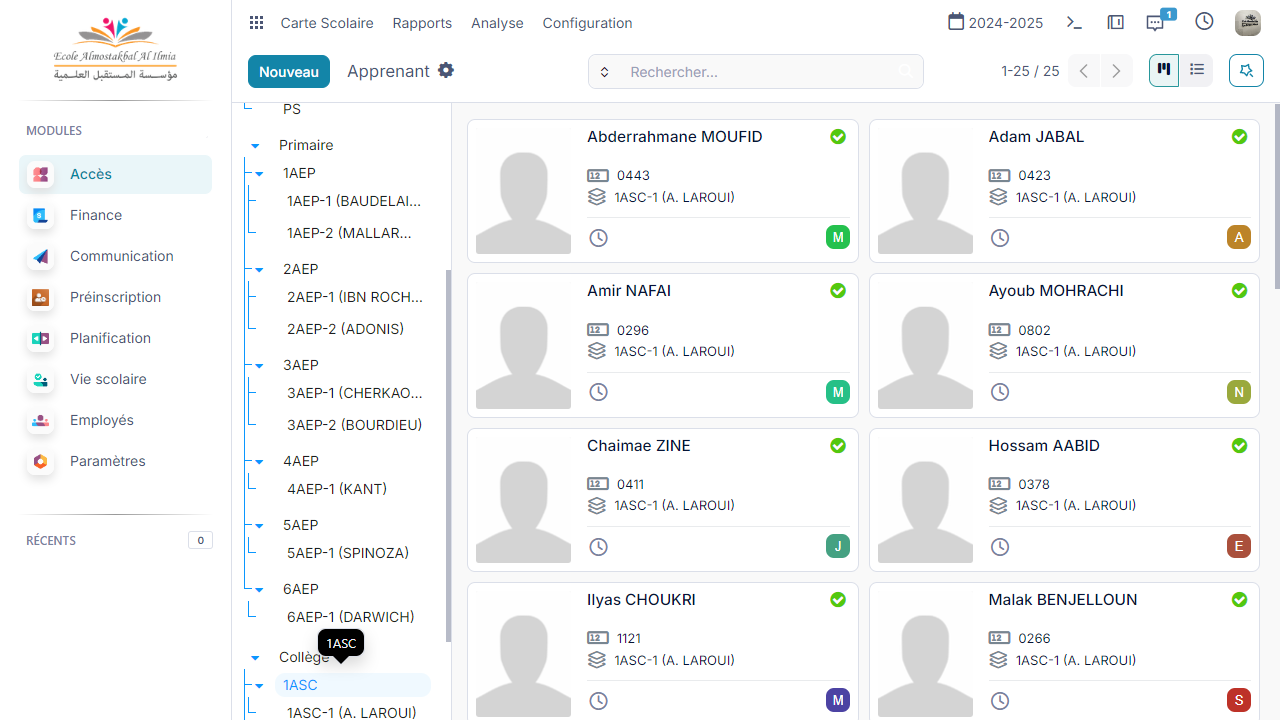 Ecole Almostakbal Al Ilmia
مؤسسة المستقبل العلمية
MODULES
Accès
Finance
Communication
Préinscription
Planification
Vie scolaire
Employés
Paramètres
RÉCENTS
0
Carte Scolaire
Rapports
Analyse
Configuration
2024-2025
1
Nouveau
Apprenant
Rechercher...
1-25 / 25
PS
Primaire
1AEP
1AEP-1 (BAUDELAI...
1AEP-2 (MALLAR...
2AEP
2AEP-1 (IBN ROCH...
2AEP-2 (ADONIS)
3AEP
3AEP-1 (CHERKAO...
3AEP-2 (BOURDIEU)
4AEP
4AEP-1 (KANT)
5AEP
5AEP-1 (SPINOZA)
6AEP
6AEP-1 (DARWICH)
1ASC
Collège
1ASC
1ASC-1 (A. LAROUI)
Abderrahmane MOUFID
12 0443
1ASC-1 (A. LAROUI)
M
Adam JABAL
12 0423
1ASC-1 (A. LAROUI)
A
Amir NAFAI
12 0296
1ASC-1 (A. LAROUI)
M
Ayoub MOHRACHI
12 0802
1ASC-1 (A. LAROUI)
N
Chaimae ZINE
12 0411
1ASC-1 (A. LAROUI)
J
Hossam AABID
12 0378
1ASC-1 (A. LAROUI)
E
Ilyas CHOUKRI
12 1121
1ASC-1 (A. LAROUI)
M
Malak BENJELLOUN
12 0266
1ASC-1 (A. LAROUI)
S